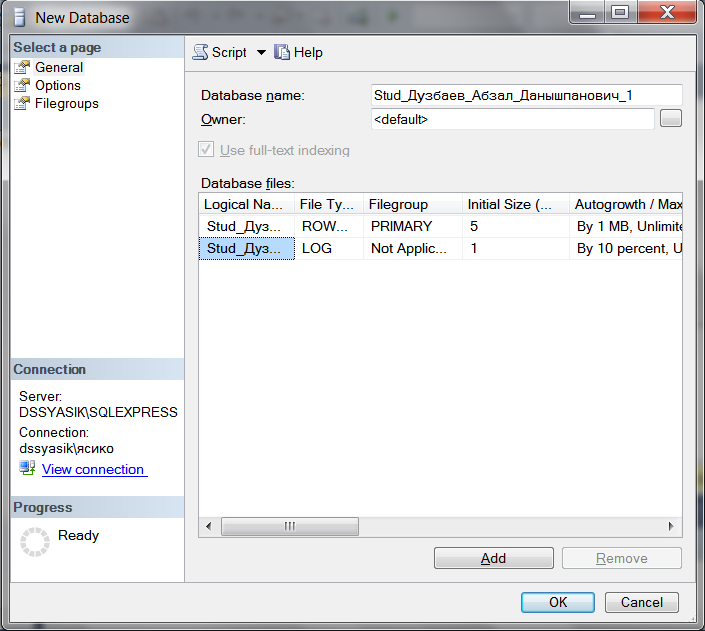 New Database
Select a page
General
Options
Filegroups
Script Help
Database name: Stud_Дузбаев_Абзал_Данышпанович_1
Owner: <default>
Use full-text indexing
Database files:
Logical Na... File Ty... Filegroup Initial Size (... Autogrowth / Max
Stud_Дуз... ROW... PRIMARY 5 By 1 MB, Unlimite
Stud_Дуз... LOG Not Applic... 1 By 10 percent, U
Connection
Server:
DSSYASIK\SQLEXPRESS
Connection:
dssyasik\ясико
View connection
Progress
Ready
Add Remove
OK Cancel